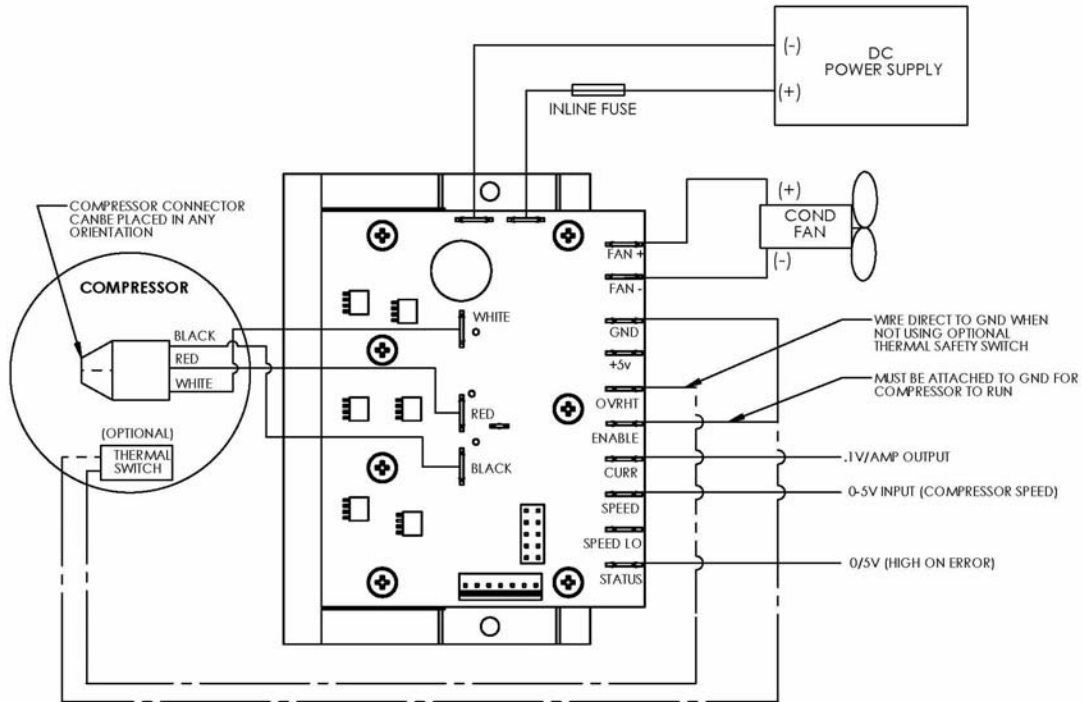 (-)
DC
POWER SUPPLY
(+)
INLINE FUSE
COMPRESSOR CONNECTOR
CANBE PLACED IN ANY
ORIENTATION
(+)
COND
FAN
(-)
FAN +
FAN -
COMPRESSOR
BLACK
RED
WHITE
(OPTIONAL)
THERMAL
SWITCH
WHITE
RED
BLACK
GND
+5v
OVRHT
ENABLE
CURR
SPEED
SPEED LO
STATUS
WIRE DIRECT TO GND WHEN
NOT USING OPTIONAL
THERMAL SAFETY SWITCH
MUST BE ATTACHED TO GND FOR
COMPRESSOR TO RUN
.1V/AMP OUTPUT
0-5V INPUT (COMPRESSOR SPEED)
0/5V (HIGH ON ERROR)